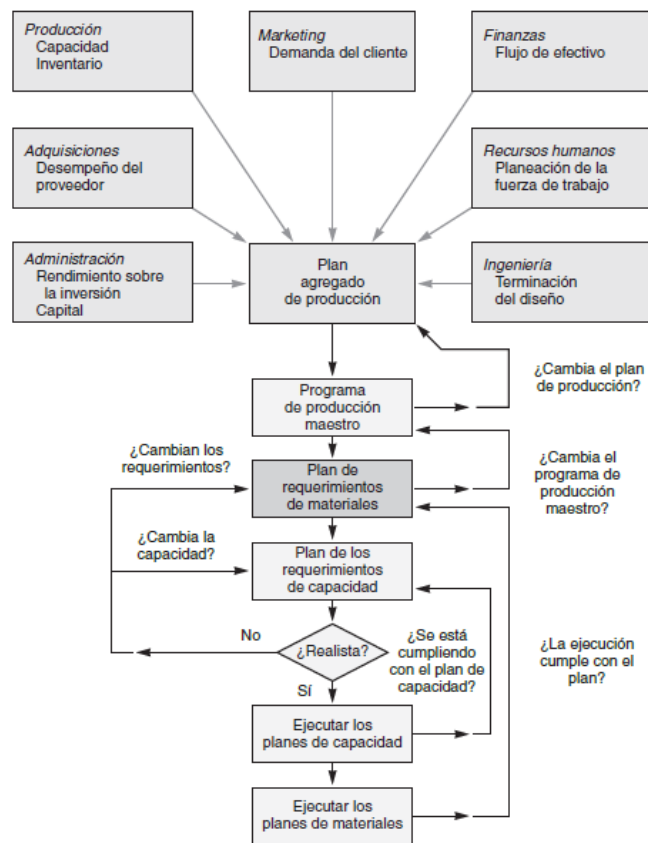 Producción
Capacidad
Inventario
Marketing
Demanda del cliente
Finanzas
Flujo de efectivo
Adquisiciones
Desempeño del
proveedor
Recursos humanos
Planeación de la
fuerza de trabajo
Administración
Rendimiento sobre
la inversión
Capital
Plan
agregado
de producción
Ingeniería
Terminación
del diseño
¿Cambia el plan
de producción?
Programa
de producción
maestro
¿Cambian los
requerimientos?
Plan de
requerimientos
de materiales
¿Cambia el
programa de
producción
maestro?
¿Cambia la
capacidad?
Plan de los
requerimientos
de capacidad
No
¿Realista?
Sí
¿Se está
cumpliendo
con el plan de
capacidad?
¿La ejecución
cumple con el
plan?
Ejecutar los
planes de capacidad
Ejecutar los
planes de materiales